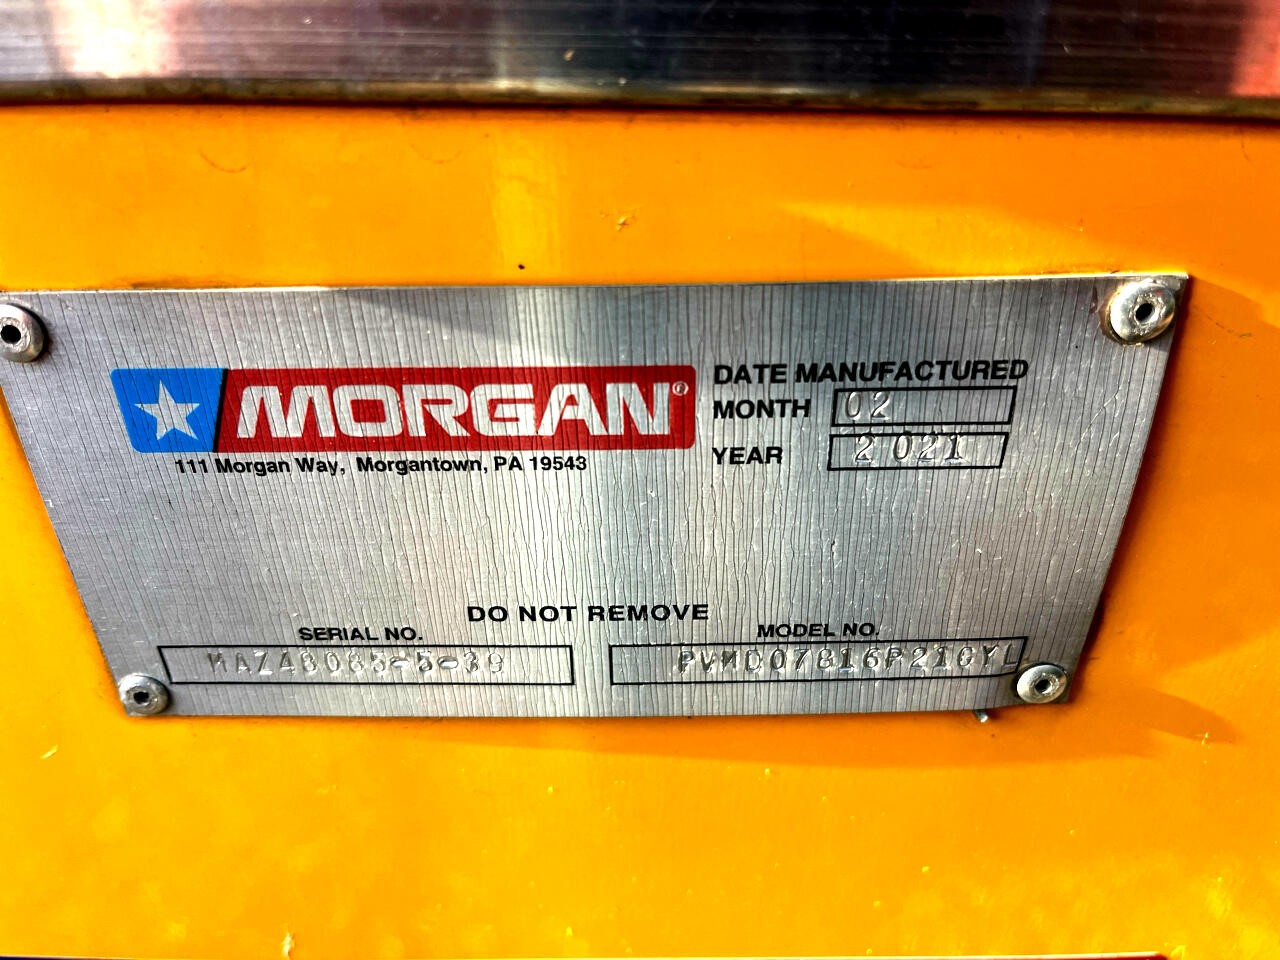 MORGAN®
111 Morgan Way, Morgantown, PA 19543
DATE MANUFACTURED
MONTH 02
YEAR 2021
DO NOT REMOVE
SERIAL NO.
MODEL NO.